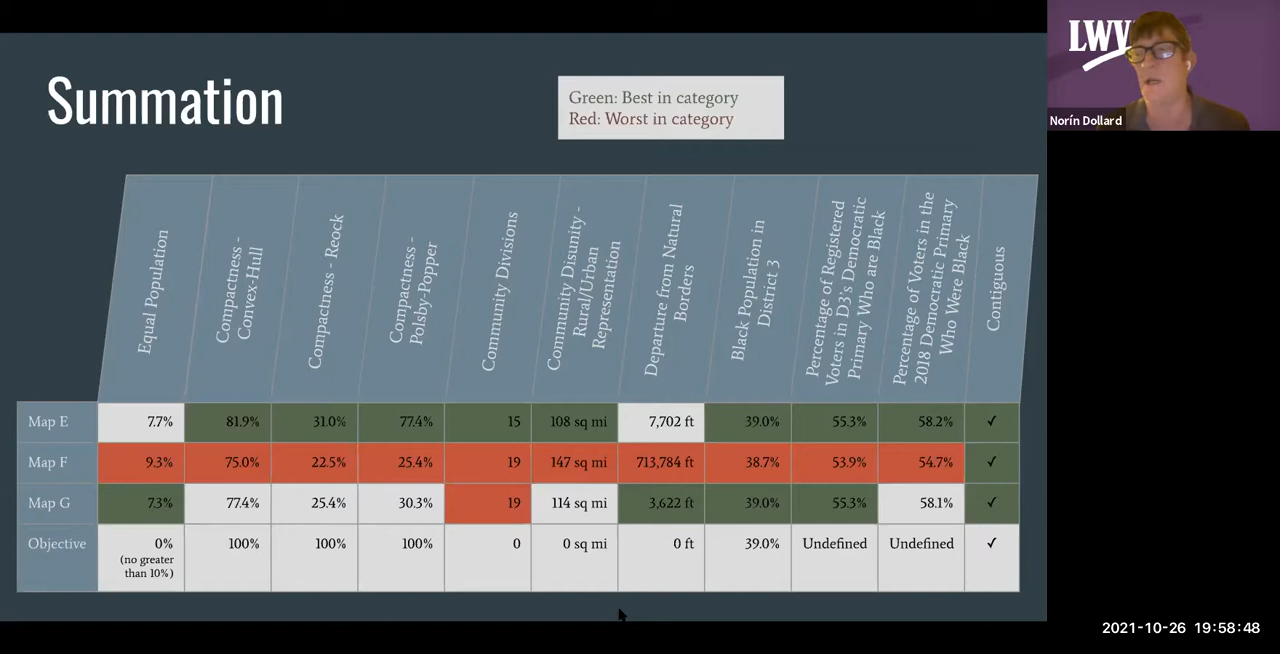 Summation
Green: Best in category
Red: Worst in category
LWV
Norín Dollard
Equal Population
Compactness -
Convex-Hull
Compactness - Reock
Compactness -
Polsby-Popper
Community Divisions
Community Disunity -
Rural/Urban
Representation
Departure from Natural
Borders
Black Population in
District 3
Percentage of Registered
Voters in D3's Democratic
Primary Who are Black
Percentage of Voters in the
2018 Democratic Primary
Who Were Black
Contiguous
Map E 7.7% 81.9% 31.0% 77.4% 15 108 sq mi 7,702 ft 39.0% 55.3% 58.2% ✓
Map F 9.3% 75.0% 22.5% 25.4% 19 147 sq mi 713,784 ft 38.7% 53.9% 54.7% ✓
Map G 7.3% 77.4% 25.4% 30.3% 19 114 sq mi 3,622 ft 39.0% 55.3% 58.1% ✓
Objective 0% 100% 100% 100% 0 0 sq mi 0 ft 39.0% Undefined Undefined ✓
(no greater
than 10%)
2021-10-26 19:58:48